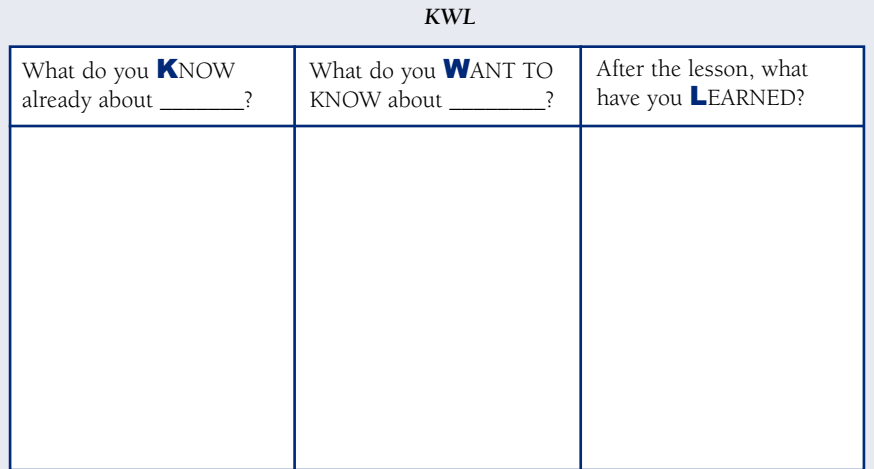 KWL
What do you KNOW
already about _______?
What do you WANT TO
KNOW about ________?
After the lesson, what
have you LEARNED?